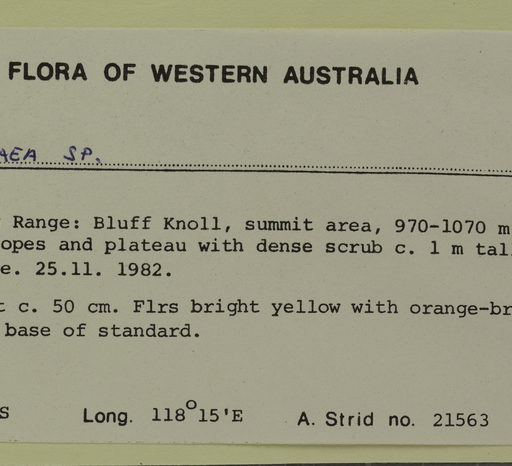 FLORA OF WESTERN AUSTRALIA
AEA SP.
Range: Bluff Knoll, summit area, 970-1070 m
opes and plateau with dense scrub c. 1 m tal
e. 25.11. 1982.
t c. 50 cm. Flrs bright yellow with orange-br
base of standard.
S Long. 118°15'E A. Strid no. 21563